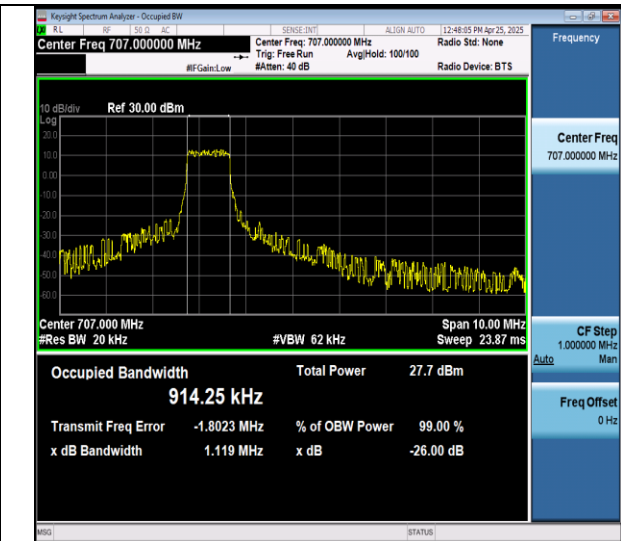 Keysight Spectrum Analyzer - Occupied BW
RL RF 50 Ω AC SENSE:INT ALIGN AUTO 12:48:05 PM Apr 25, 2025
Center Freq 707.000000 MHz Center Freq: 707.000000 MHz Radio Std: None Frequency
Trig: Free Run Avg|Hold: 100/100
#IFGain:Low #Atten: 40 dB Radio Device: BTS
10 dB/div Ref 30.00 dBm
Log
20.0
10.0
0.00
-10.0
-20.0
-30.0
-40.0
-50.0
-60.0
Center Freq
707.000000 MHz
Center 707.000 MHz Span 10.00 MHz
#Res BW 20 kHz #VBW 62 kHz Sweep 23.87 ms
CF Step
1.000000 MHz
Auto Man
Occupied Bandwidth Total Power 27.7 dBm
914.25 kHz
Freq Offset
0 Hz
Transmit Freq Error -1.8023 MHz % of OBW Power 99.00 %
x dB Bandwidth 1.119 MHz x dB -26.00 dB
MSG STATUS